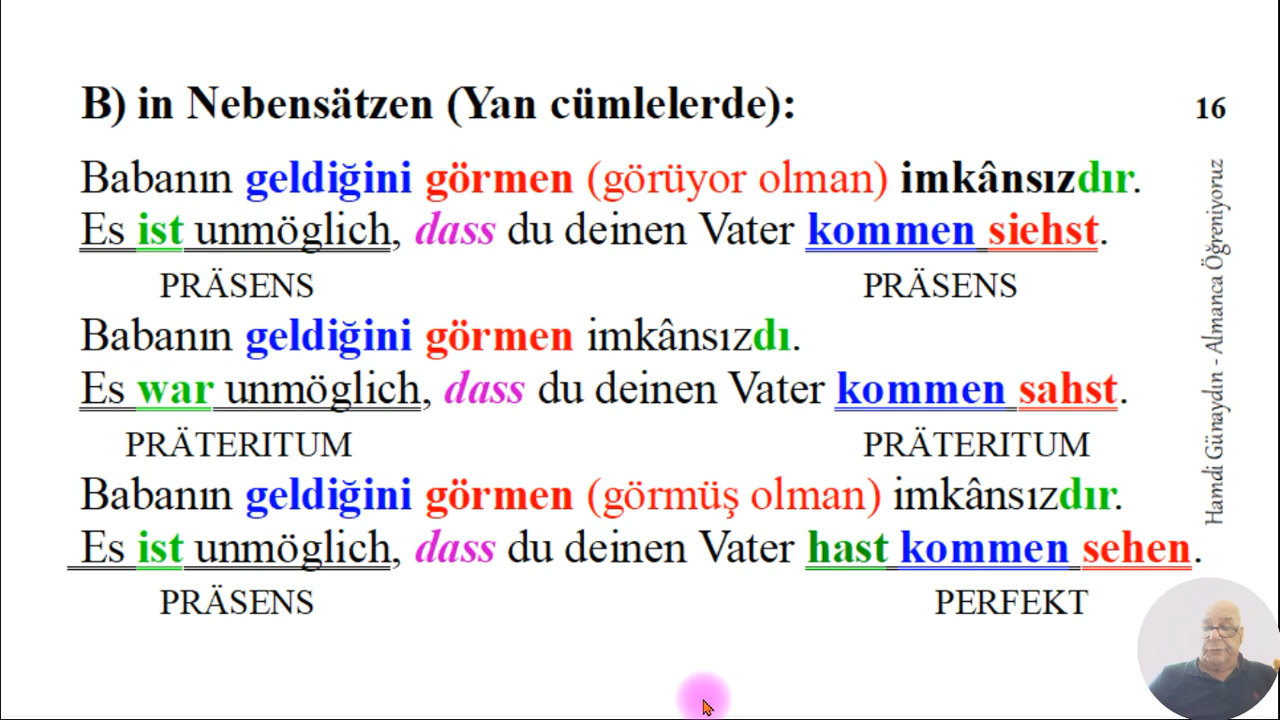 B) in Nebensätzen (Yan cümlelerde):
16
Babanın geldiğini görmen (görüyor olman) imkânsızdır.
Es ist unmöglich, dass du deinen Vater kommen siehst.
PRÄSENS PRÄSENS
Babanın geldiğini görmen imkânsızdı.
Es war unmöglich, dass du deinen Vater kommen sahst.
PRÄTERITUM PRÄTERITUM
Babanın geldiğini görmen (görmüş olman) imkânsızdır.
Es ist unmöglich, dass du deinen Vater hast kommen sehen.
PRÄSENS PERFEKT
Hamdi Günaydın - Almanca Öğreniyoruz